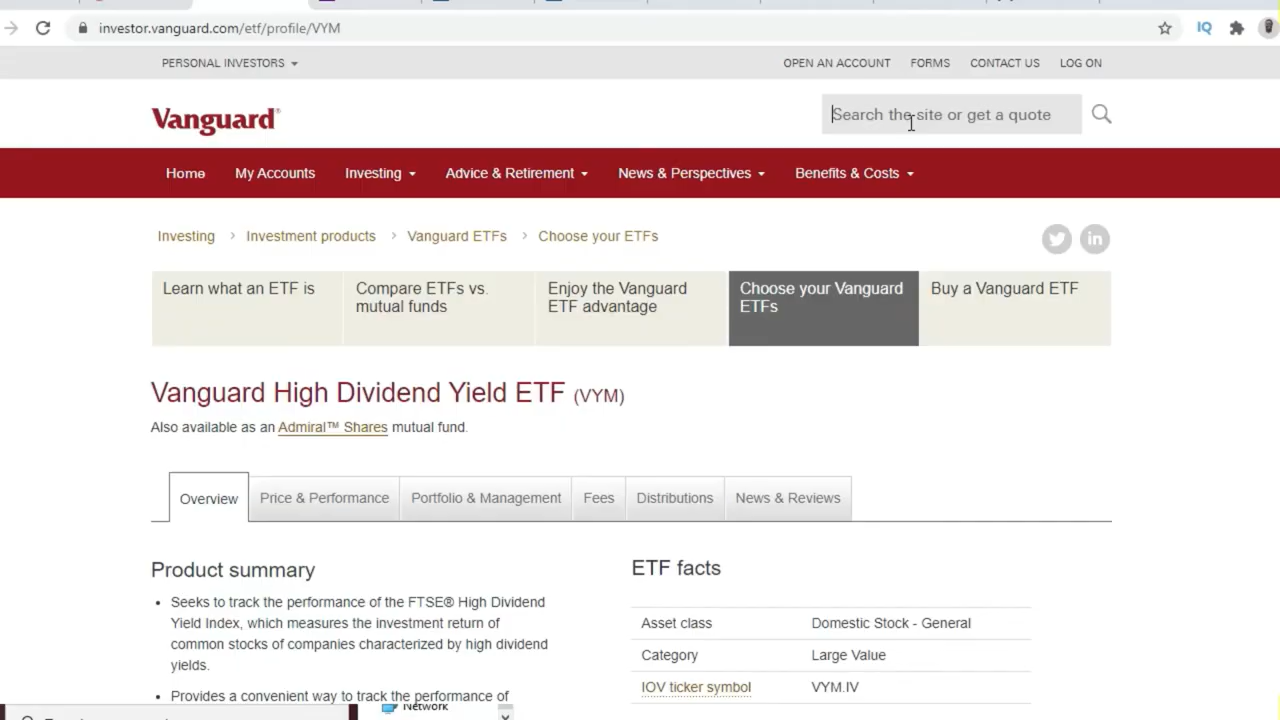 investor.vanguard.com/etf/profile/VYM
IQ
PERSONAL INVESTORS
OPEN AN ACCOUNT FORMS CONTACT US LOG ON
Vanguard®
Search the site or get a quote
Home My Accounts Investing Advice & Retirement News & Perspectives Benefits & Costs
Investing > Investment products > Vanguard ETFs > Choose your ETFs
in
Learn what an ETF is
Compare ETFs vs.
mutual funds
Enjoy the Vanguard
ETF advantage
Choose your Vanguard
ETFs
Buy a Vanguard ETF
Vanguard High Dividend Yield ETF (VYM)
Also available as an Admiral™ Shares mutual fund.
Overview Price & Performance Portfolio & Management Fees Distributions News & Reviews
Product summary
• Seeks to track the performance of the FTSE® High Dividend
Yield Index, which measures the investment return of
common stocks of companies characterized by high dividend
yields.
• Provides a convenient way to track the performance of
ETF facts
Asset class Domestic Stock - General
Category Large Value
IOV ticker symbol VYM.IV
Network